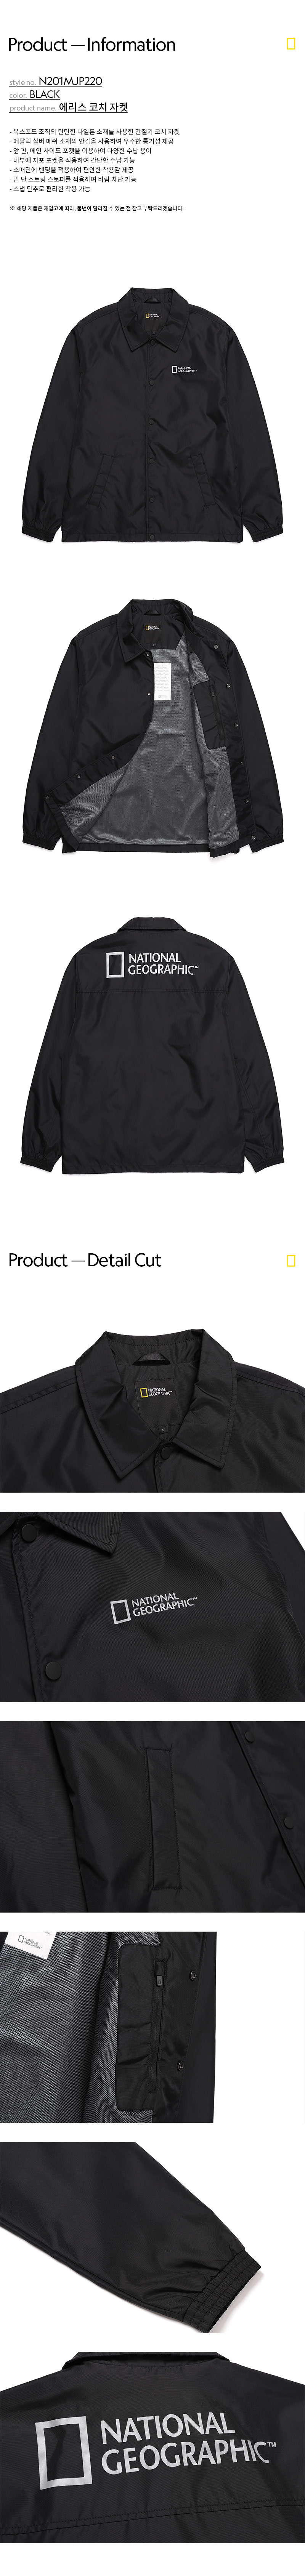 Product — Information
style no. N201MJP220
color. BLACK
product name. 에리스 코치 자켓
- 옥스포드 조직의 탄탄한 나일론 소재를 사용한 간절기 코치 자켓
- 메탈릭 실버 메쉬 소재의 안감을 사용하여 우수한 통기성 제공
- 앞 판, 메인 사이드 포켓을 이용하여 다양한 수납 용이
- 내부에 지포 포켓을 적용하여 간단한 수납 가능
- 소매단에 밴딩을 적용하여 편안한 착용감 제공
- 밑 단 스트링 스토퍼를 적용하여 바람 차단 가능
- 스냅 단추로 편리한 착용 가능
※ 해당 제품은 재입고에 따라, 품번이 달라질 수 있는 점 참고 부탁드리겠습니다.
NATIONAL
GEOGRAPHIC
NATIONAL
GEOGRAPHIC
NATIONAL
GEOGRAPHIC
NATIONAL
GEOGRAPHIC™
Product — Detail Cut
NATIONAL
GEOGRAPHIC™
NATIONAL
GEOGRAPHIC™
NATIONAL
GEOGRAPHIC
NATIONAL
GEOGRAPHIC™